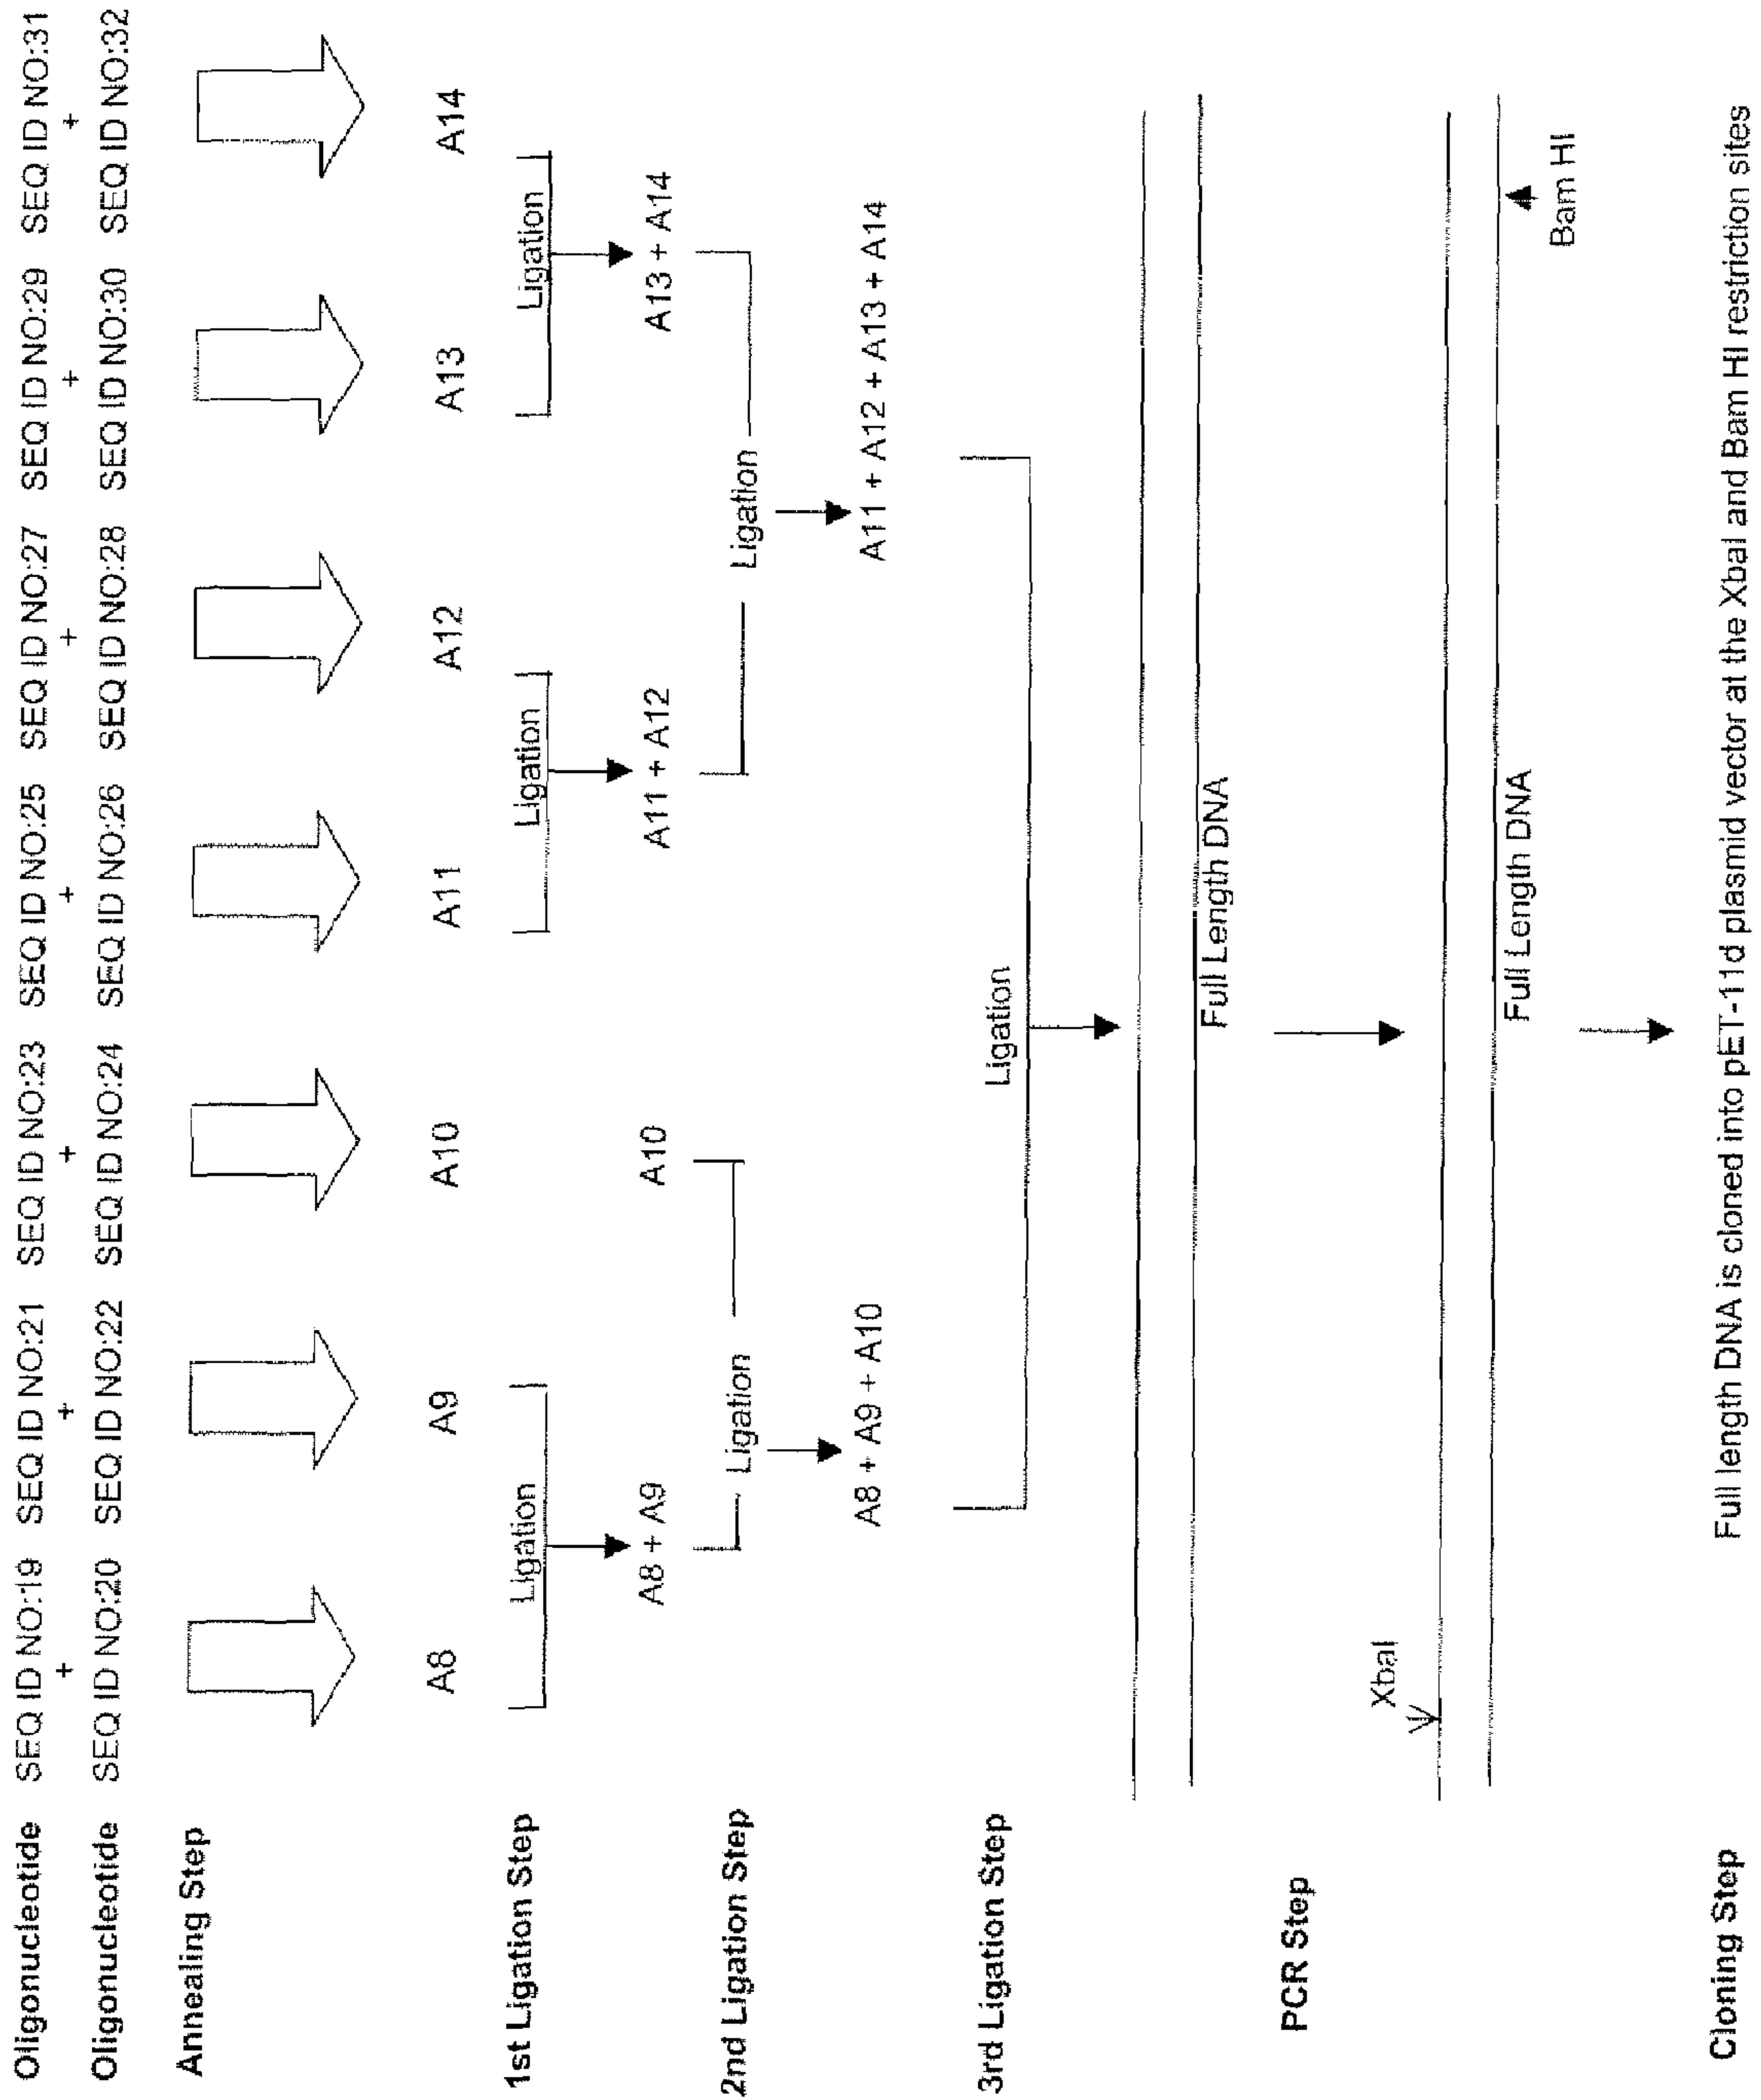 Oligonucleotide SEQ ID NO:19 SEQ ID NO:21 SEQ ID NO:23 SEQ ID NO:25 SEQ ID NO:27 SEQ ID NO:29 SEQ ID NO:31
+ + + + + + +
Oligonucleotide SEQ ID NO:20 SEQ ID NO:22 SEQ ID NO:24 SEQ ID NO:26 SEQ ID NO:28 SEQ ID NO:30 SEQ ID NO:32
Annealing Step
A8 A9 A10 A11 A12 A13 A14
1st Ligation Step Ligation Ligation Ligation
A8 + A9 A10 A11 + A12 A13 + A14
2nd Ligation Step Ligation Ligation
A8 + A9 + A10 A11 + A12 + A13 + A14
3rd Ligation Step Ligation
Full Length DNA
PCR Step
XbaI
Full Length DNA
Bam HI
Cloning Step Full length DNA is cloned into pET-11d plasmid vector at the XbaI and Bam HI restriction sites